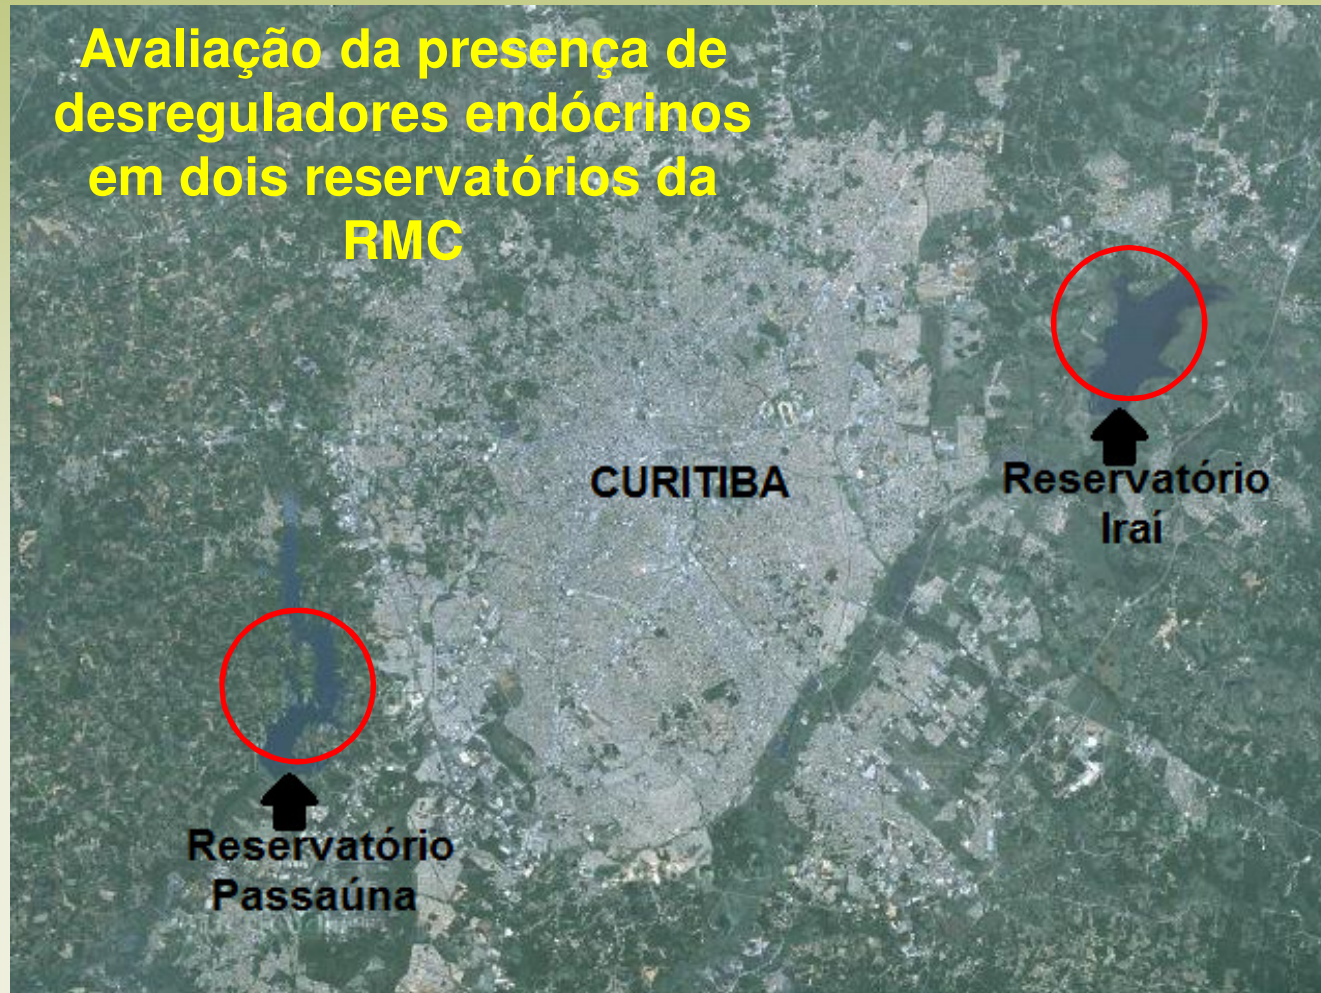 Avaliação da presença de
desreguladores endócrinos
em dois reservatórios da
RMC
CURITIBA
Reservatório
Iraí
Reservatório
Passaúna